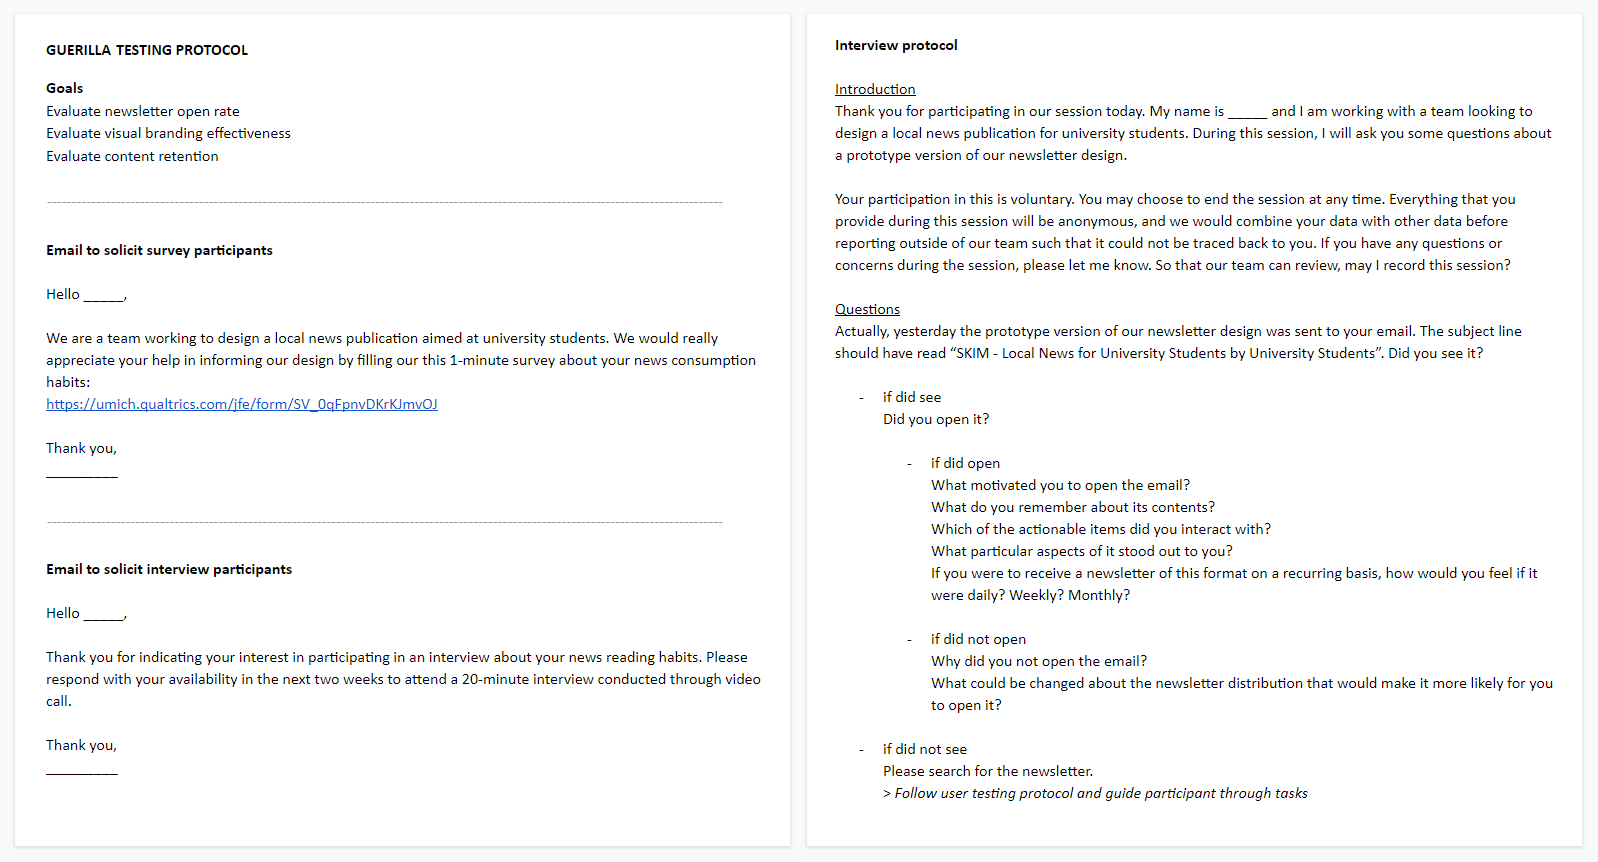 GUERILLA TESTING PROTOCOL
Goals
Evaluate newsletter open rate
Evaluate visual branding effectiveness
Evaluate content retention
Email to solicit survey participants
Hello _____,
We are a team working to design a local news publication aimed at university students. We would really
appreciate your help in informing our design by filling our this 1-minute survey about your news consumption
habits:
https://umich.qualtrics.com/jfe/form/SV_0qFpnvDKrKJmvOJ
Thank you,
_________
Email to solicit interview participants
Hello _____,
Thank you for indicating your interest in participating in an interview about your news reading habits. Please
respond with your availability in the next two weeks to attend a 20-minute interview conducted through video
call.
Thank you,
_________
Interview protocol
Introduction
Thank you for participating in our session today. My name is _____ and I am working with a team looking to
design a local news publication for university students. During this session, I will ask you some questions about
a prototype version of our newsletter design.
Your participation in this is voluntary. You may choose to end the session at any time. Everything that you
provide during this session will be anonymous, and we would combine your data with other data before
reporting outside of our team such that it could not be traced back to you. If you have any questions or
concerns during the session, please let me know. So that our team can review, may I record this session?
Questions
Actually, yesterday the prototype version of our newsletter design was sent to your email. The subject line
should have read “SKIM - Local News for University Students by University Students”. Did you see it?
- if did see
Did you open it?
- if did open
What motivated you to open the email?
What do you remember about its contents?
Which of the actionable items did you interact with?
What particular aspects of it stood out to you?
If you were to receive a newsletter of this format on a recurring basis, how would you feel if it
were daily? Weekly? Monthly?
- if did not open
Why did you not open the email?
What could be changed about the newsletter distribution that would make it more likely for you
to open it?
- if did not see
Please search for the newsletter.
> Follow user testing protocol and guide participant through tasks